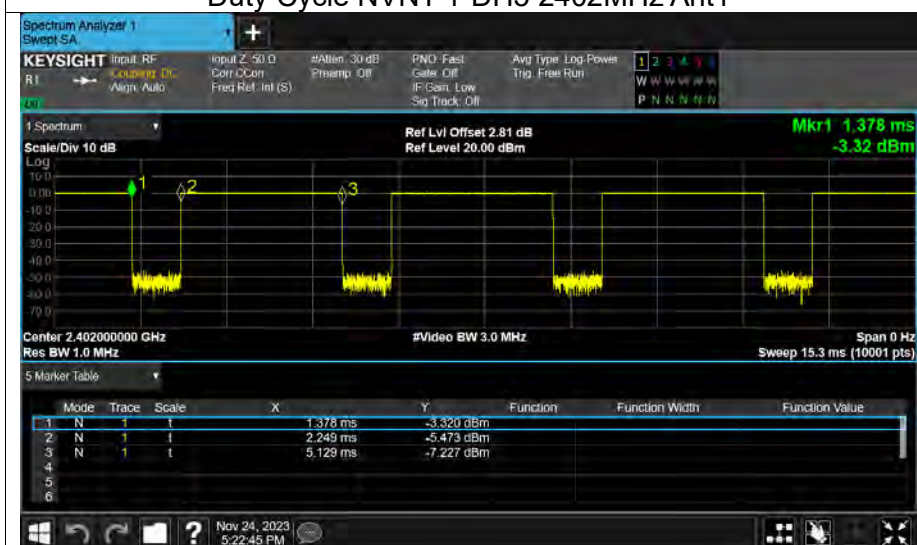 Duty Cycle NVNT 1-DH5 2402MHz Ant1
Spectrum Analyzer 1
Swept SA
+
KEYSIGHT Input: RF Input Z: 50 Ω #Atten: 30 dB PNO: Fast Avg Type: Log-Power 1 2 3 4 5 6
R L Coupling: DC Corr CCorr Preamp: Off Gate: Off Trig: Free Run W W W W W W
Align: Auto Freq Ref: Int (S) IF Gain: Low
Sig Track: Off P N N N N N
1 Spectrum Ref Lvl Offset 2.81 dB Mkr1 1.378 ms
Scale/Div 10 dB Ref Level 20.00 dBm -3.32 dBm
Log
10.0
0.00
-10.0
-20.0
-30.0
-40.0
-50.0
-60.0
-70.0
1
2
3
Center 2.402000000 GHz #Video BW 3.0 MHz Span 0 Hz
Res BW 1.0 MHz Sweep 15.3 ms (10001 pts)
5 Marker Table
Mode Trace Scale X Y Function Function Width Function Value
1 N 1 t 1.378 ms -3.320 dBm
2 N 1 t 2.249 ms -5.473 dBm
3 N 1 t 5.129 ms -7.227 dBm
4
5
6
? Nov 24, 2023
5:22:45 PM